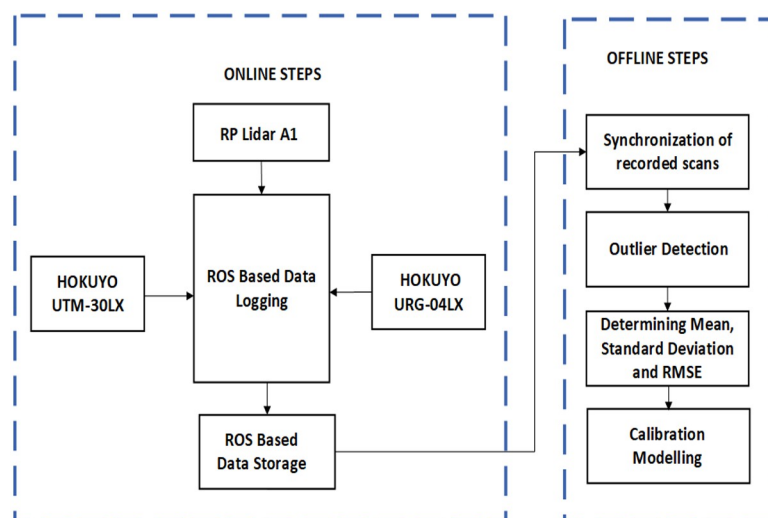 ONLINE STEPS
RP Lidar A1
ROS Based Data
Logging
HOKUYO
UTM-30LX
HOKUYO
URG-04LX
ROS Based
Data Storage
OFFLINE STEPS
Synchronization of
recorded scans
Outlier Detection
Determining Mean,
Standard Deviation
and RMSE
Calibration
Modelling